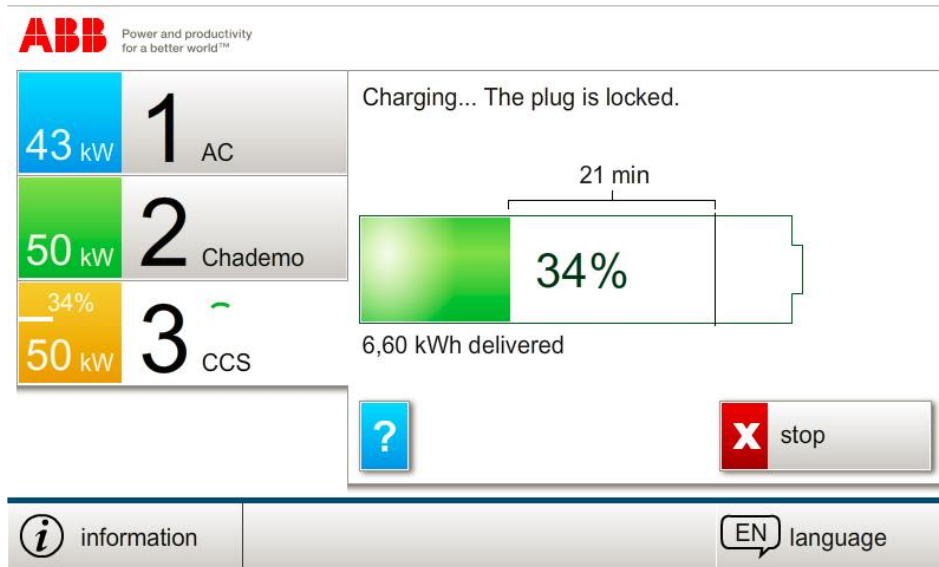 ABB
Power and productivity
for a better world™
43 kW
1 AC
50 kW
2 Chademo
34%
50 kW
3 CCS
Charging... The plug is locked.
21 min
34%
6,60 kWh delivered
?
X stop
i information
EN language